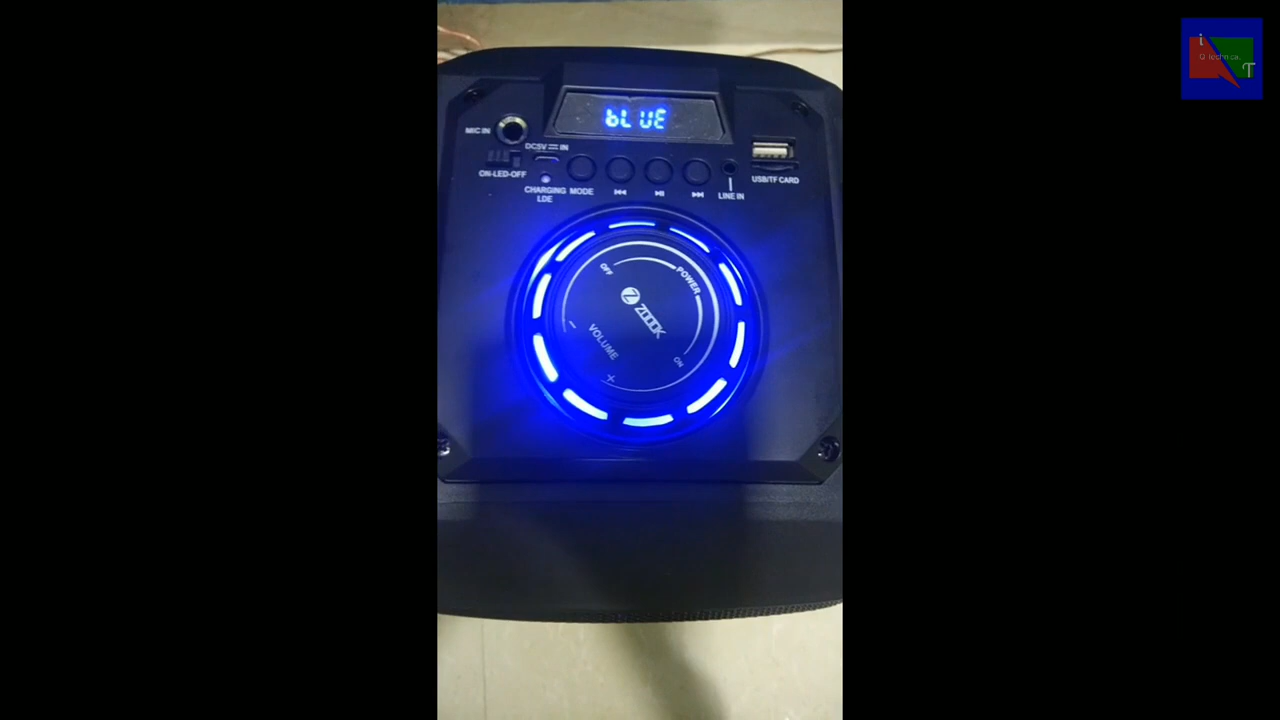 bLUE
MIC IN
DC5V IN
ON-LED-OFF
CHARGING
LDE
MODE
LINE IN
USB/TF CARD
OFF
POWER
Z
ZOOOK
VOLUME
ON
i
T